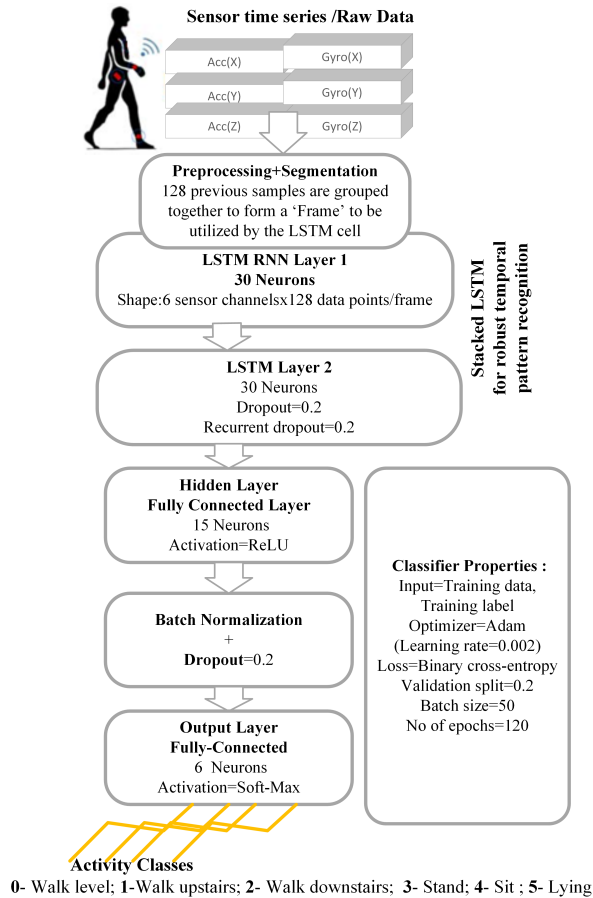 Sensor time series /Raw Data
Acc(X)
Gyro(X)
Acc(Y)
Gyro(Y)
Acc(Z)
Gyro(Z)
Preprocessing+Segmentation
128 previous samples are grouped
together to form a ‘Frame’ to be
utilized by the LSTM cell
LSTM RNN Layer 1
30 Neurons
Shape:6 sensor channelsx128 data points/frame
Stacked LSTM
for robust temporal
pattern recognition
LSTM Layer 2
30 Neurons
Dropout=0.2
Recurrent dropout=0.2
Hidden Layer
Fully Connected Layer
15 Neurons
Activation=ReLU
Batch Normalization
+
Dropout=0.2
Output Layer
Fully-Connected
6 Neurons
Activation=Soft-Max
Classifier Properties :
Input=Training data,
Training label
Optimizer=Adam
(Learning rate=0.002)
Loss=Binary cross-entropy
Validation split=0.2
Batch size=50
No of epochs=120
Activity Classes
0- Walk level; 1-Walk upstairs; 2- Walk downstairs; 3- Stand; 4- Sit ; 5- Lying